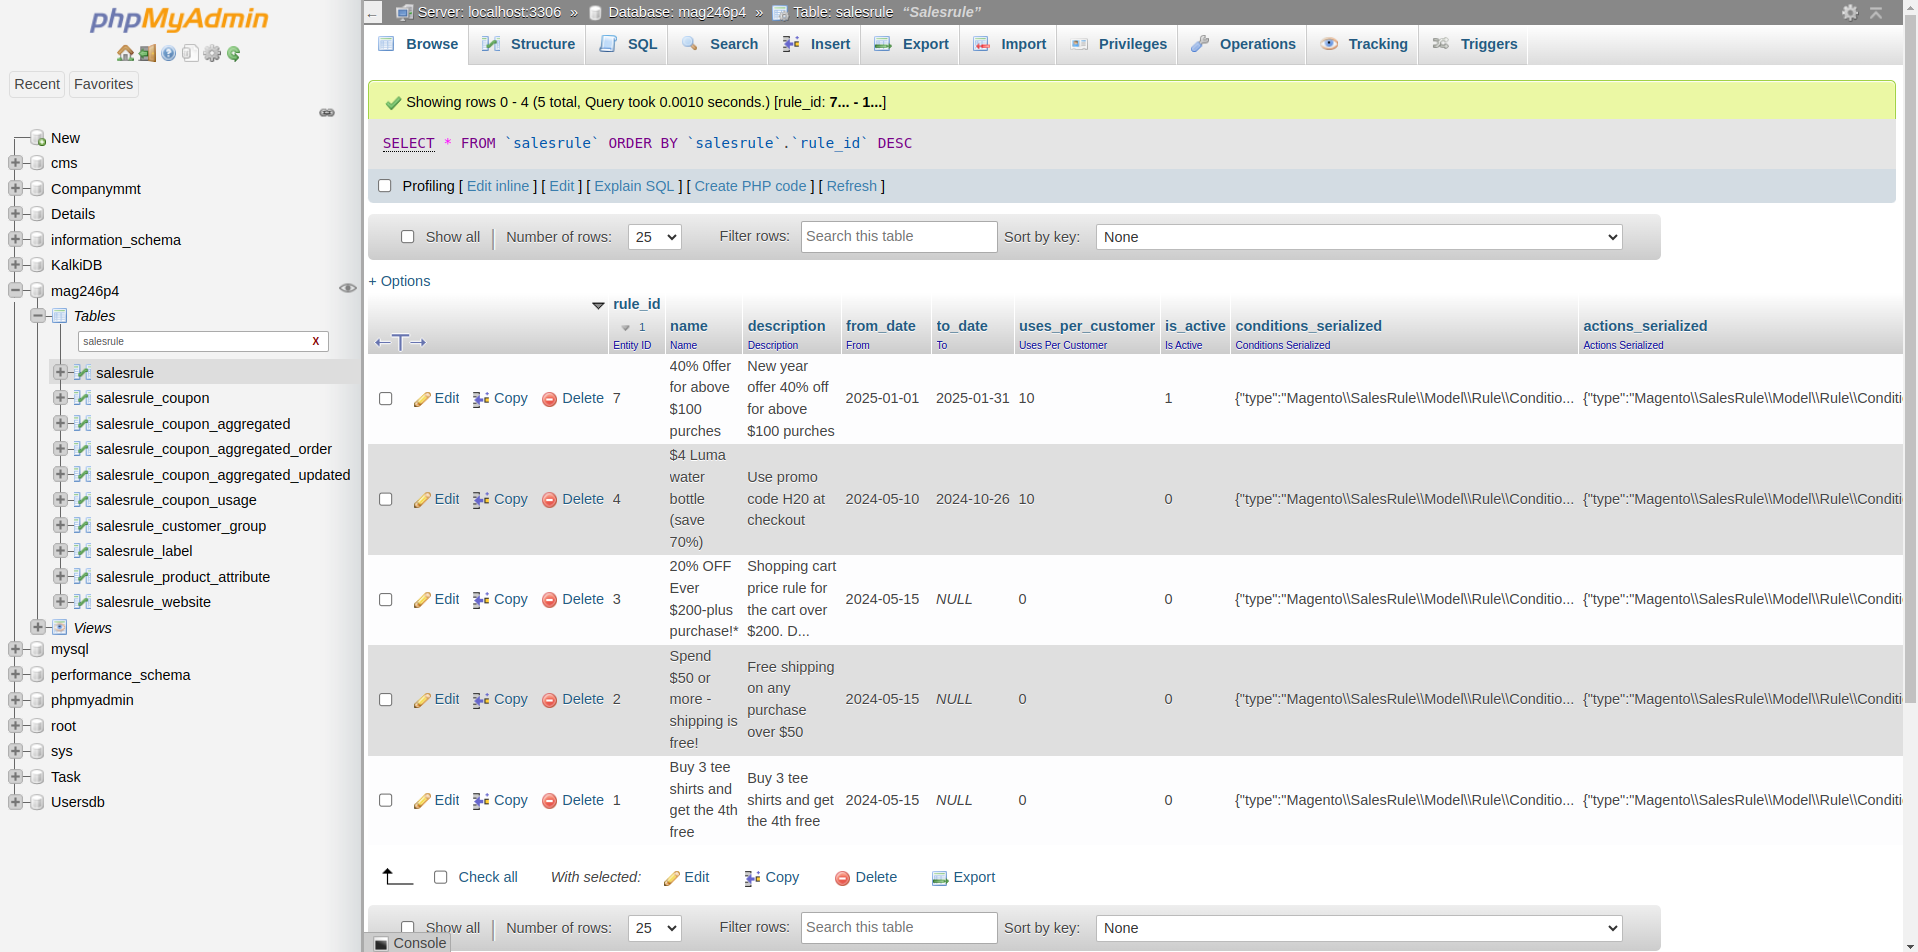 phpMyAdmin
Recent Favorites
New
cms
Companymmt
Details
information_schema
KalkiDB
mag246p4
Tables
salesrule X
salesrule
salesrule_coupon
salesrule_coupon_aggregated
salesrule_coupon_aggregated_order
salesrule_coupon_aggregated_updated
salesrule_coupon_usage
salesrule_customer_group
salesrule_label
salesrule_product_attribute
salesrule_website
Views
mysql
performance_schema
phpmyadmin
root
sys
Task
Usersdb
← Server: localhost:3306 » Database: mag246p4 » Table: salesrule “Salesrule”
Browse Structure SQL Search Insert Export Import Privileges Operations Tracking Triggers
Showing rows 0 - 4 (5 total, Query took 0.0010 seconds.) [rule_id: 7... - 1...]
SELECT * FROM `salesrule` ORDER BY `salesrule`.`rule_id` DESC
Profiling [ Edit inline ] [ Edit ] [ Explain SQL ] [ Create PHP code ] [ Refresh ]
Show all | Number of rows: 25 Filter rows: Search this table Sort by key: None
+ Options
←T→ rule_id 1 name description from_date to_date uses_per_customer is_active conditions_serialized actions_serialized
Entity ID Name Description From To Uses Per Customer Is Active Conditions Serialized Actions Serialized
Edit Copy Delete 7
40% Offer
for above
$100
purches
New year
offer 40% off
for above
$100 purches
2025-01-01 2025-01-31 10 1 {"type":"Magento\\SalesRule\\Model\\Rule\\Conditio... {"type":"Magento\\SalesRule\\Model\\Rule\\Conditi
Edit Copy Delete 4
$4 Luma
water
bottle
(save
70%)
Use promo
code H20 at
checkout
2024-05-10 2024-10-26 10 0 {"type":"Magento\\SalesRule\\Model\\Rule\\Conditio... {"type":"Magento\\SalesRule\\Model\\Rule\\Conditi
Edit Copy Delete 3
20% OFF
Ever
$200-plus
purchase!*
Shopping cart
price rule for
the cart over
$200. D...
2024-05-15 NULL 0 0 {"type":"Magento\\SalesRule\\Model\\Rule\\Conditio... {"type":"Magento\\SalesRule\\Model\\Rule\\Conditi
Edit Copy Delete 2
Spend
$50 or
more -
shipping is
free!
Free shipping
on any
purchase
over $50
2024-05-15 NULL 0 0 {"type":"Magento\\SalesRule\\Model\\Rule\\Conditio... {"type":"Magento\\SalesRule\\Model\\Rule\\Conditi
Edit Copy Delete 1
Buy 3 tee
shirts and
get the 4th
free
Buy 3 tee
shirts and get
the 4th free
2024-05-15 NULL 0 0 {"type":"Magento\\SalesRule\\Model\\Rule\\Conditio... {"type":"Magento\\SalesRule\\Model\\Rule\\Conditi
Check all With selected: Edit Copy Delete Export
Show all | Number of rows: 25 Filter rows: Search this table Sort by key: None
Console